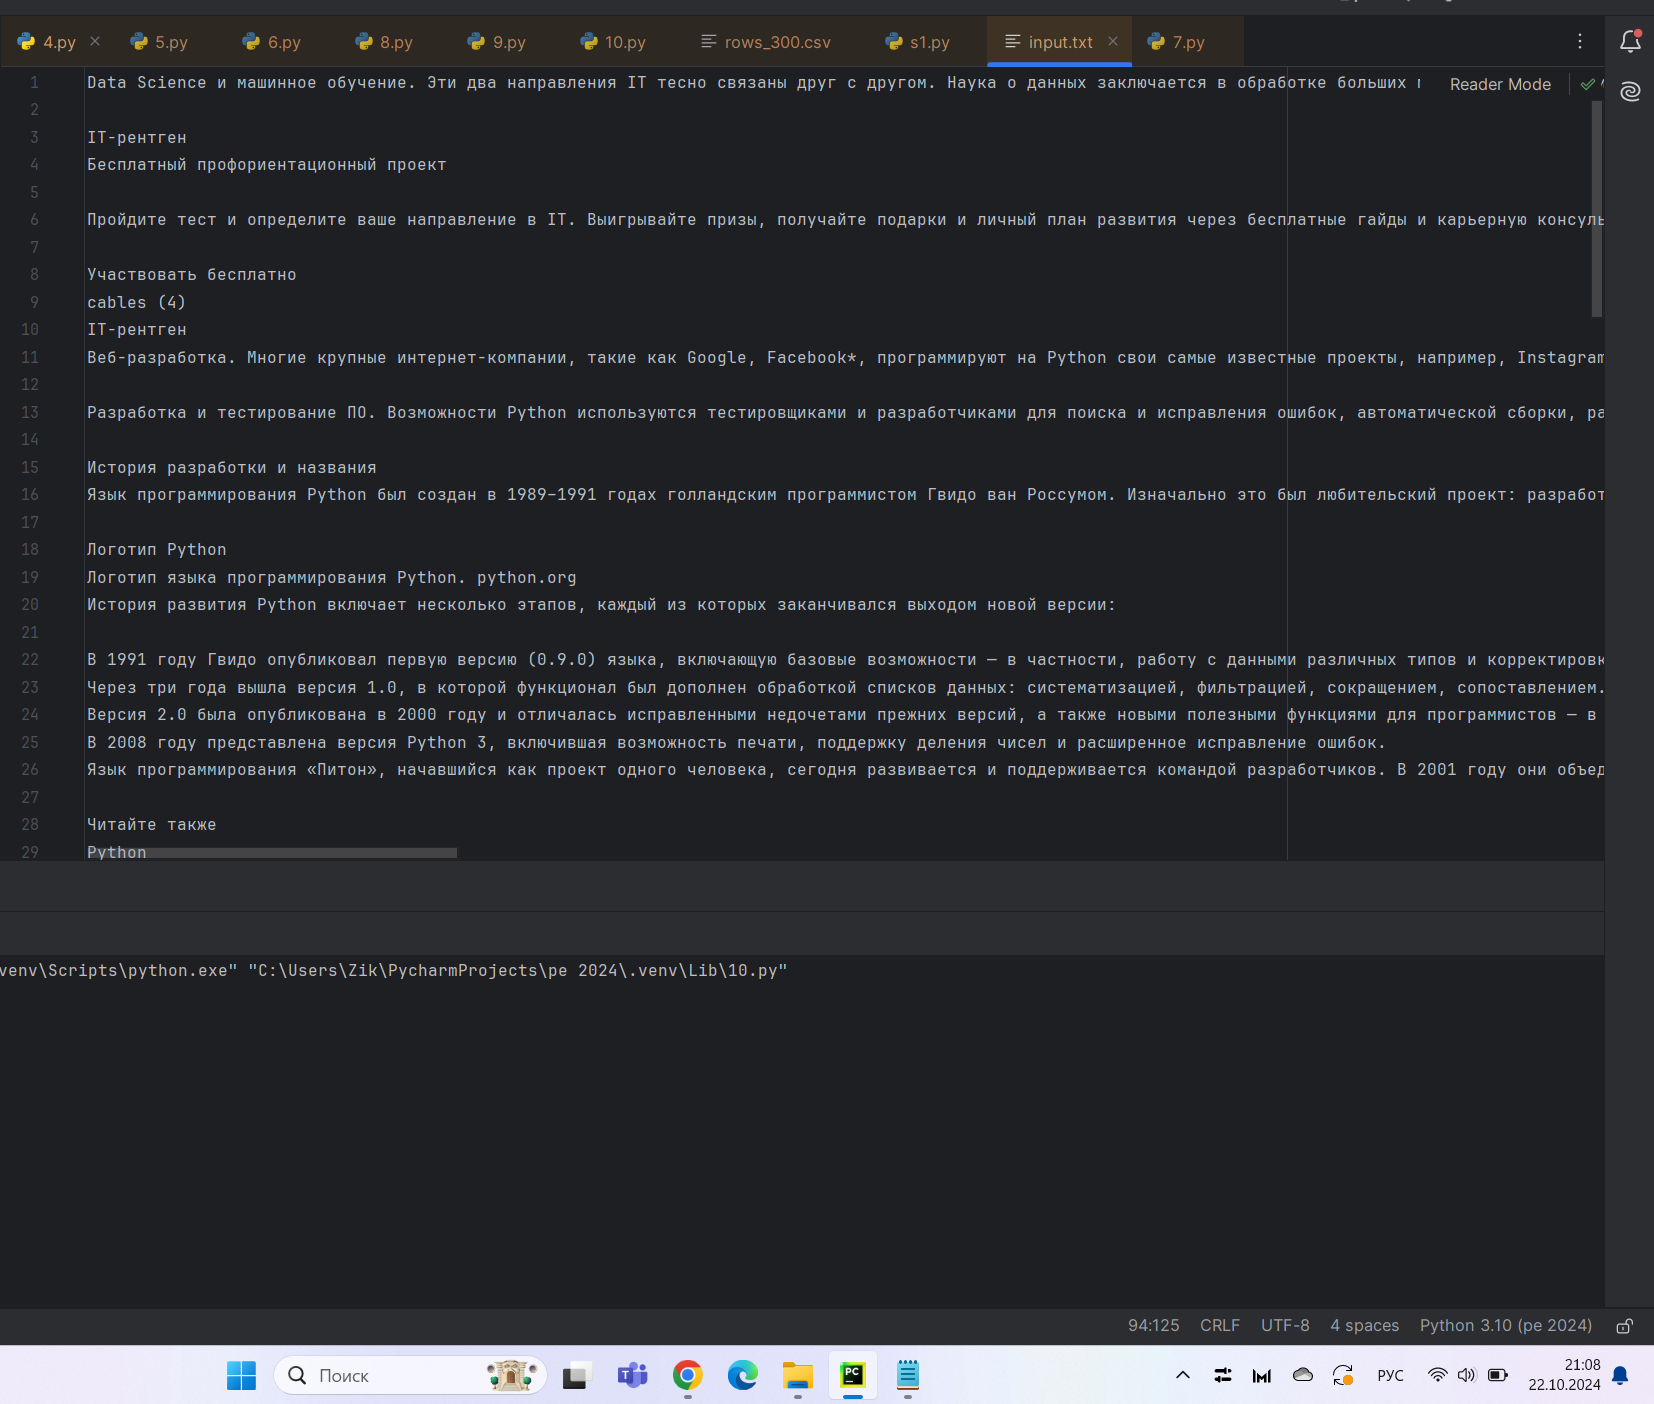 4.py
5.py
6.py
8.py
9.py
10.py
rows_300.csv
s1.py
input.txt
7.py
Reader Mode
1 Data Science и машинное обучение. Эти два направления IT тесно связаны друг с другом. Наука о данных заключается в обработке больших
2
3 IT-рентген
4 Бесплатный профориентационный проект
5
6 Пройдите тест и определите ваше направление в IT. Выигрывайте призы, получайте подарки и личный план развития через бесплатные гайды и карьерную консуль
7
8 Участвовать бесплатно
9 cables (4)
10 IT-рентген
11 Веб-разработка. Многие крупные интернет-компании, такие как Google, Facebook*, программируют на Python свои самые известные проекты, например, Instagram
12
13 Разработка и тестирование ПО. Возможности Python используются тестировщиками и разработчиками для поиска и исправления ошибок, автоматической сборки, ра
14
15 История разработки и названия
16 Язык программирования Python был создан в 1989–1991 годах голландским программистом Гвидо ван Россумом. Изначально это был любительский проект: разработ
17
18 Логотип Python
19 Логотип языка программирования Python. python.org
20 История развития Python включает несколько этапов, каждый из которых заканчивался выходом новой версии:
21
22 В 1991 году Гвидо опубликовал первую версию (0.9.0) языка, включающую базовые возможности — в частности, работу с данными различных типов и корректировк
23 Через три года вышла версия 1.0, в которой функционал был дополнен обработкой списков данных: систематизацией, фильтрацией, сокращением, сопоставлением.
24 Версия 2.0 была опубликована в 2000 году и отличалась исправленными недочетами прежних версий, а также новыми полезными функциями для программистов — в
25 В 2008 году представлена версия Python 3, включившая возможность печати, поддержку деления чисел и расширенное исправление ошибок.
26 Язык программирования «Питон», начавшийся как проект одного человека, сегодня развивается и поддерживается командой разработчиков. В 2001 году они объед
27
28 Читайте также
29 Python
venv\Scripts\python.exe" "C:\Users\Zik\PycharmProjects\pe 2024\.venv\Lib\10.py"
94:125 CRLF UTF-8 4 spaces Python 3.10 (pe 2024)
Поиск
РУС
21:08
22.10.2024